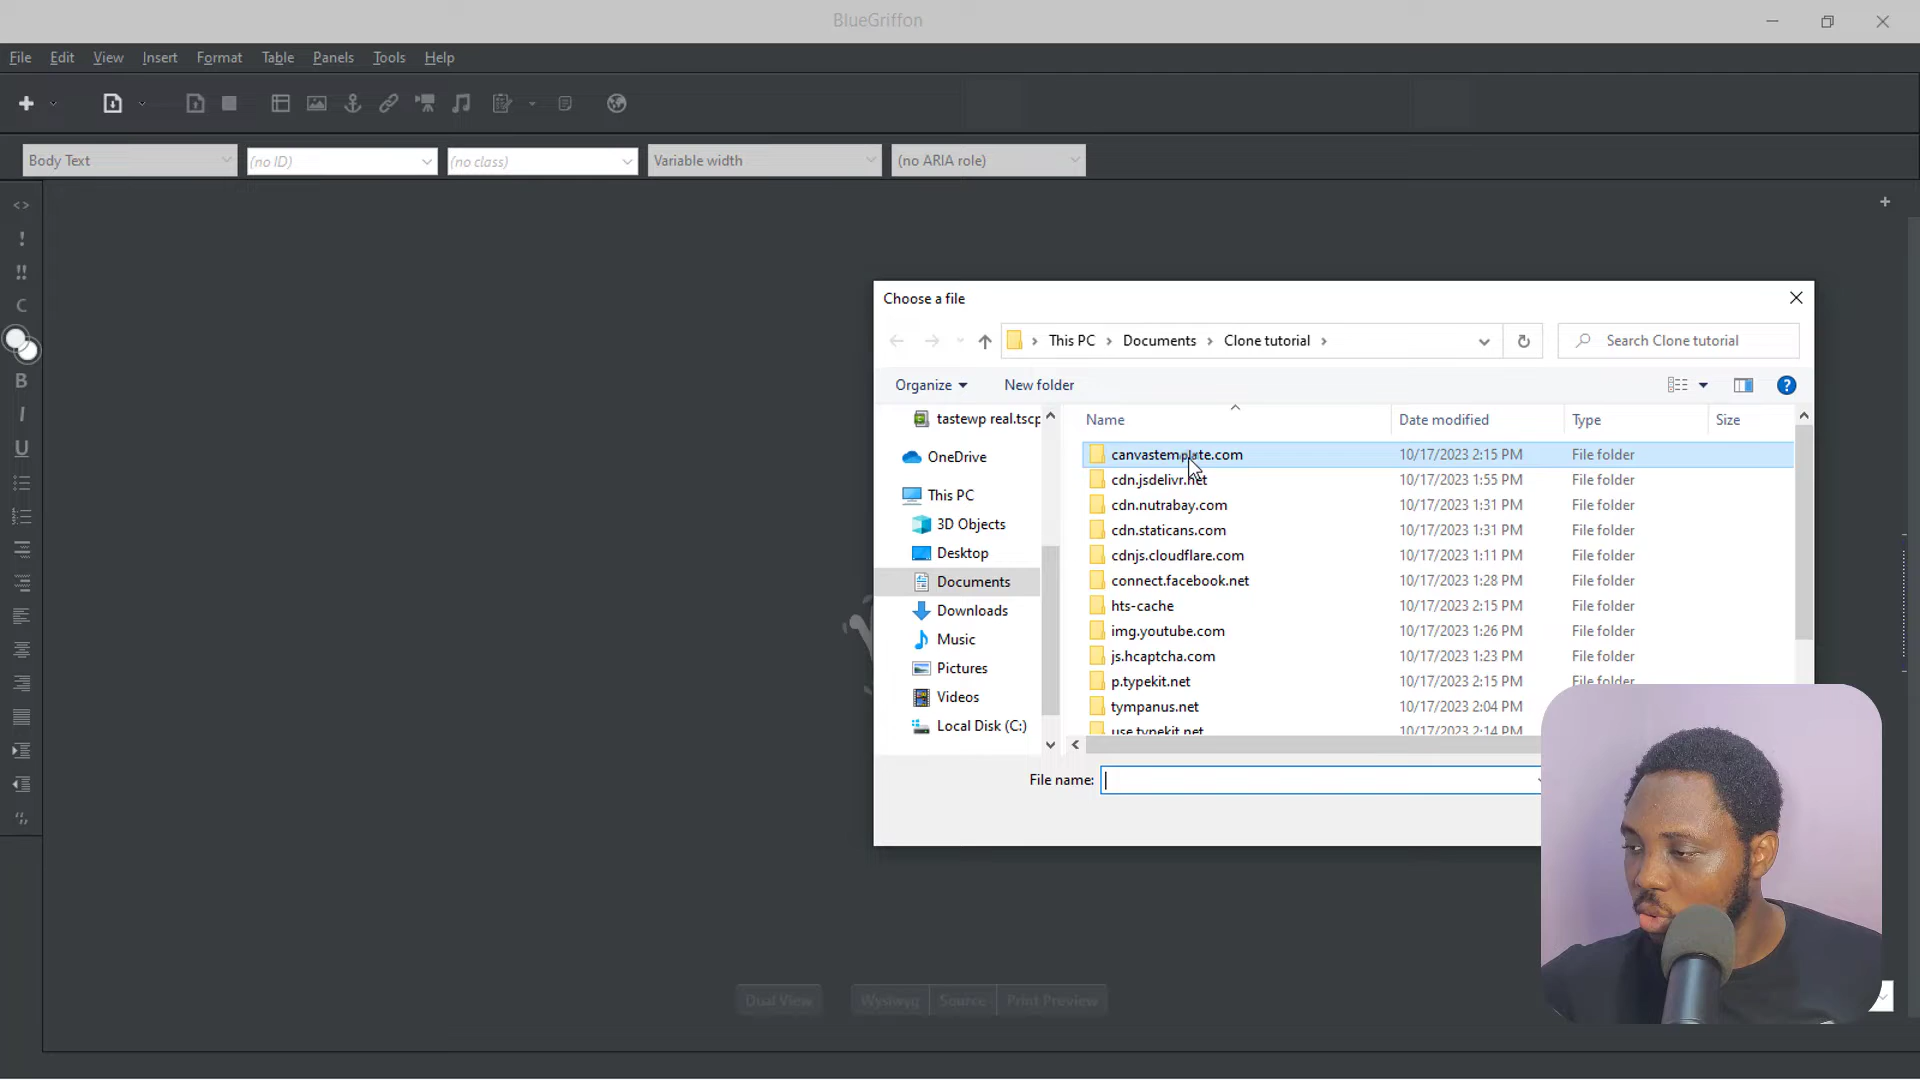 BlueGriffon
File Edit View Insert Format Table Panels Tools Help
Body Text (no ID) (no class) Variable width (no ARIA role)
Choose a file
This PC Documents Clone tutorial Search Clone tutorial
Organize New folder
tastewp real.tscp
OneDrive
This PC
3D Objects
Desktop
Documents
Downloads
Music
Pictures
Videos
Local Disk (C:)
Name Date modified Type Size
canvastemplate.com 10/17/2023 2:15 PM File folder
cdn.jsdelivr.net 10/17/2023 1:55 PM File folder
cdn.nutrabay.com 10/17/2023 1:31 PM File folder
cdn.staticans.com 10/17/2023 1:31 PM File folder
cdnjs.cloudflare.com 10/17/2023 1:11 PM File folder
connect.facebook.net 10/17/2023 1:28 PM File folder
hts-cache 10/17/2023 2:15 PM File folder
img.youtube.com 10/17/2023 1:26 PM File folder
js.hcaptcha.com 10/17/2023 1:23 PM File folder
p.typekit.net 10/17/2023 2:15 PM File folder
tympanus.net 10/17/2023 2:04 PM
use.typekit.net 10/17/2023 2:14 PM
File name:
Dual View Wysiwyg Source Print Preview
C
B
I
U